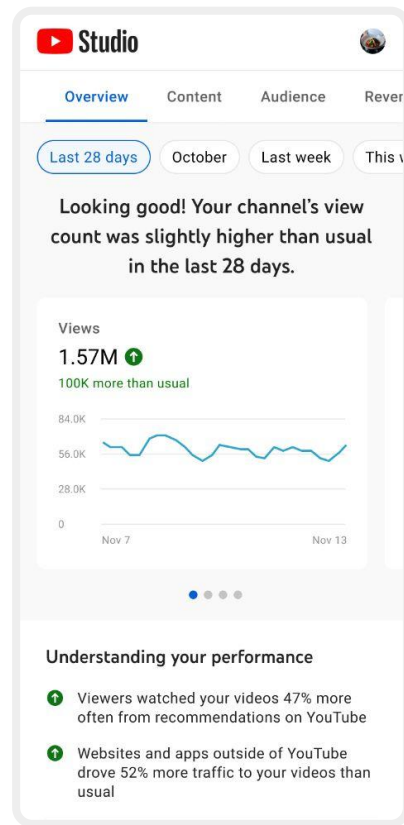 Studio
Overview Content Audience Rever
Last 28 days October Last week This
Looking good! Your channel's view
count was slightly higher than usual
in the last 28 days.
Views
1.57M
100K more than usual
84.0K
56.0K
28.0K
0
Nov 7 Nov 13
Understanding your performance
Viewers watched your videos 47% more
often from recommendations on YouTube
Websites and apps outside of YouTube
drove 52% more traffic to your videos than
usual